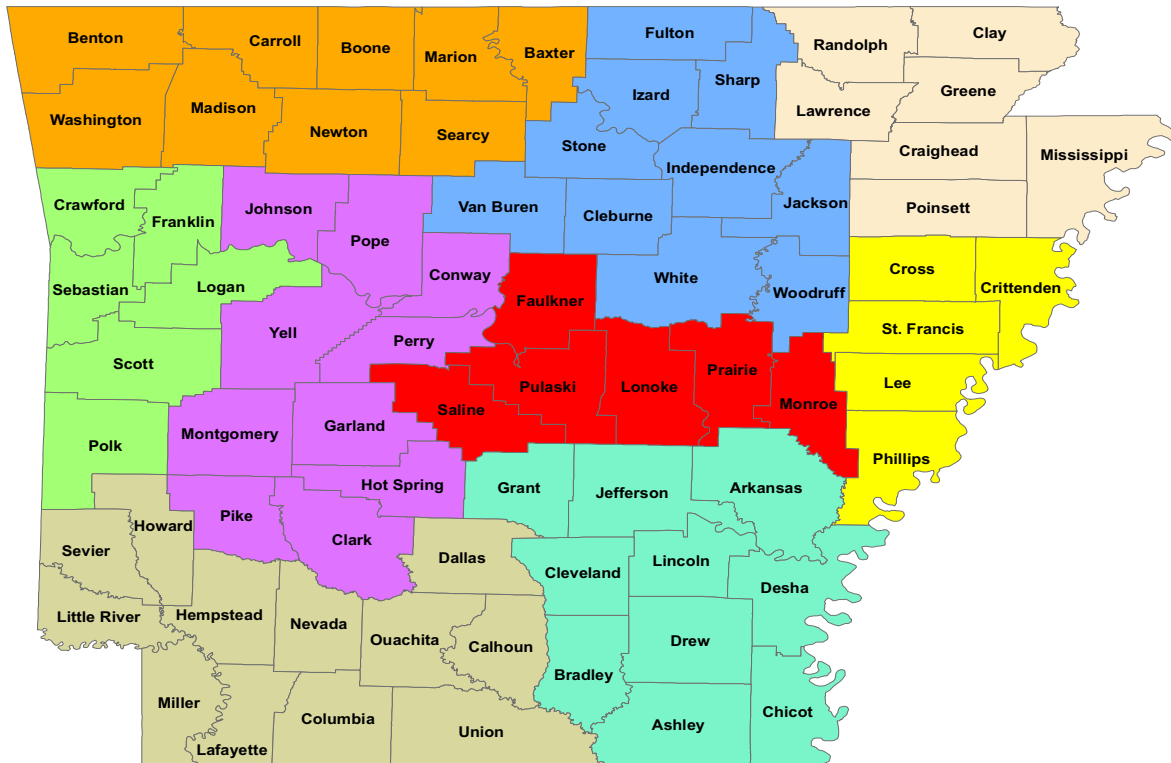 Benton
Carroll
Boone
Marion
Baxter
Fulton
Randolph
Clay
Washington
Madison
Newton
Searcy
Izard
Sharp
Lawrence
Greene
Stone
Independence
Craighead
Mississippi
Crawford
Franklin
Johnson
Pope
Van Buren
Cleburne
Jackson
Poinsett
Sebastian
Logan
Conway
White
Woodruff
Cross
Crittenden
Scott
Yell
Perry
Faulkner
St. Francis
Polk
Montgomery
Garland
Saline
Pulaski
Lonoke
Prairie
Monroe
Lee
Hot Spring
Grant
Jefferson
Arkansas
Phillips
Howard
Pike
Clark
Sevier
Dallas
Cleveland
Lincoln
Desha
Little River
Hempstead
Nevada
Ouachita
Calhoun
Bradley
Drew
Miller
Lafayette
Columbia
Union
Ashley
Chicot